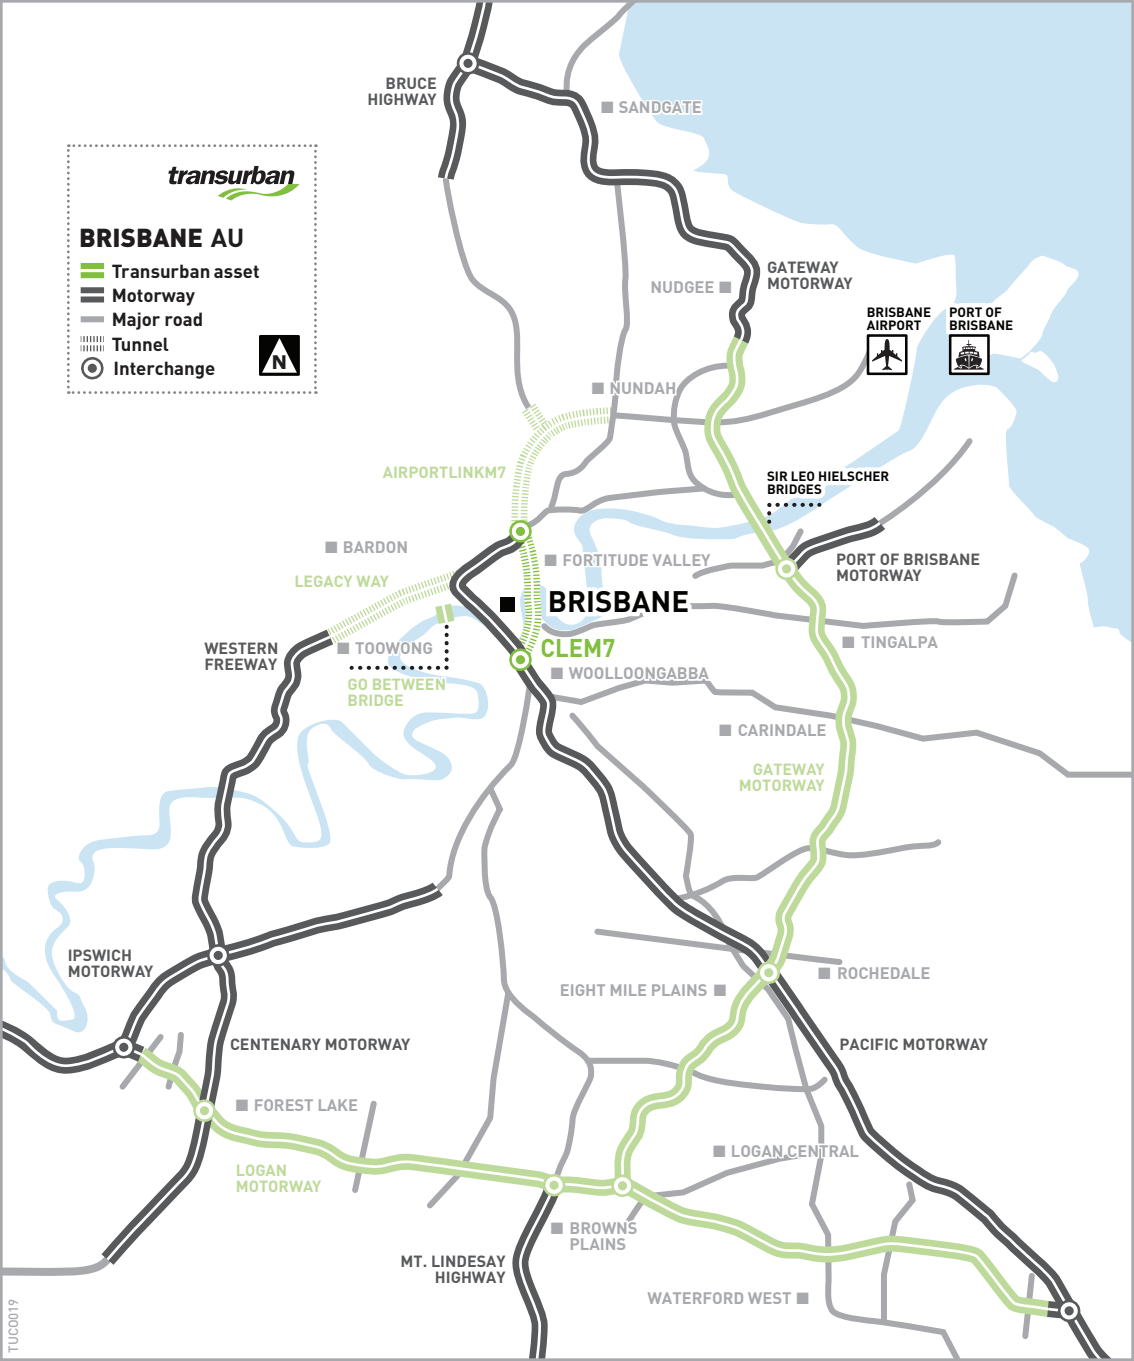 BRUCE
HIGHWAY
SANDGATE
transurban
BRISBANE AU
Transurban asset
Motorway
Major road
Tunnel
Interchange
N
GATEWAY
MOTORWAY
NUDGEE
BRISBANE
AIRPORT
PORT OF
BRISBANE
NUNDAH
AIRPORTLINKM7
SIR LEO HIELSCHER
BRIDGES
BARDON
FORTITUDE VALLEY
PORT OF BRISBANE
MOTORWAY
LEGACY WAY
BRISBANE
WESTERN
FREEWAY
TOOWONG
CLEM7
TINGALPA
WOOLLOONGABBA
GO BETWEEN
BRIDGE
CARINDALE
GATEWAY
MOTORWAY
IPSWICH
MOTORWAY
ROCHEDALE
EIGHT MILE PLAINS
CENTENARY MOTORWAY
PACIFIC MOTORWAY
FOREST LAKE
LOGAN CENTRAL
LOGAN
MOTORWAY
BROWNS
PLAINS
MT. LINDESAY
HIGHWAY
WATERFORD WEST
TUCO019